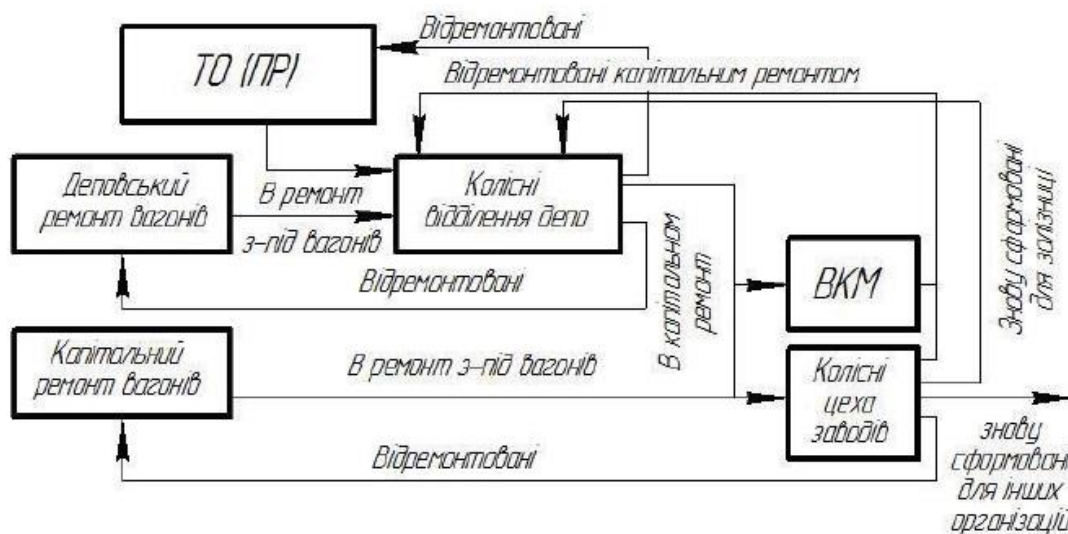 Відремонтовані
ТО (ПР)
Відремонтовані капітальним ремонтом
Деповський
ремонт вагонів
В ремонт
з-під вагонів
Колісні
відділення депо
Відремонтовані
В капітальном
ремонт
ВКМ
Знову сформовані
для залізниці
Капітальний
ремонт вагонів
В ремонт з-під вагонів
Колісні
цеха
заводів
Відремонтовані
знову
сформовані
для інших
організацій